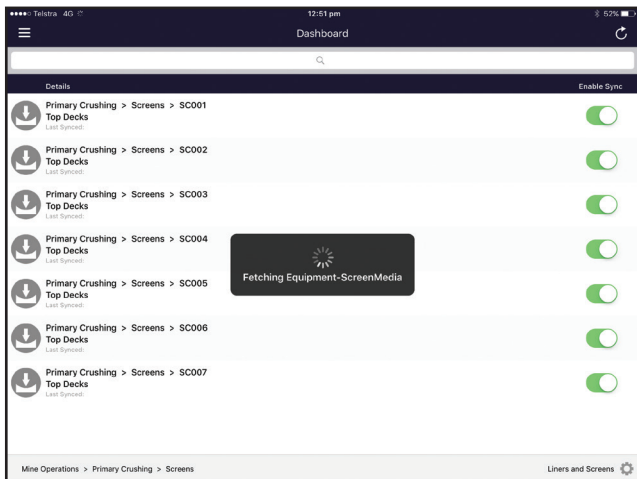 Telstra 4G 12:51 pm 52%
Dashboard
Details Enable Sync
Primary Crushing > Screens > SC001
Top Decks
Last Synced:
Primary Crushing > Screens > SC002
Top Decks
Last Synced:
Primary Crushing > Screens > SC003
Top Decks
Last Synced:
Primary Crushing > Screens > SC004
Top Decks
Last Synced:
Fetching Equipment-ScreenMedia
Primary Crushing > Screens > SC005
Top Decks
Last Synced:
Primary Crushing > Screens > SC006
Top Decks
Last Synced:
Primary Crushing > Screens > SC007
Top Decks
Last Synced:
Mine Operations > Primary Crushing > Screens Liners and Screens